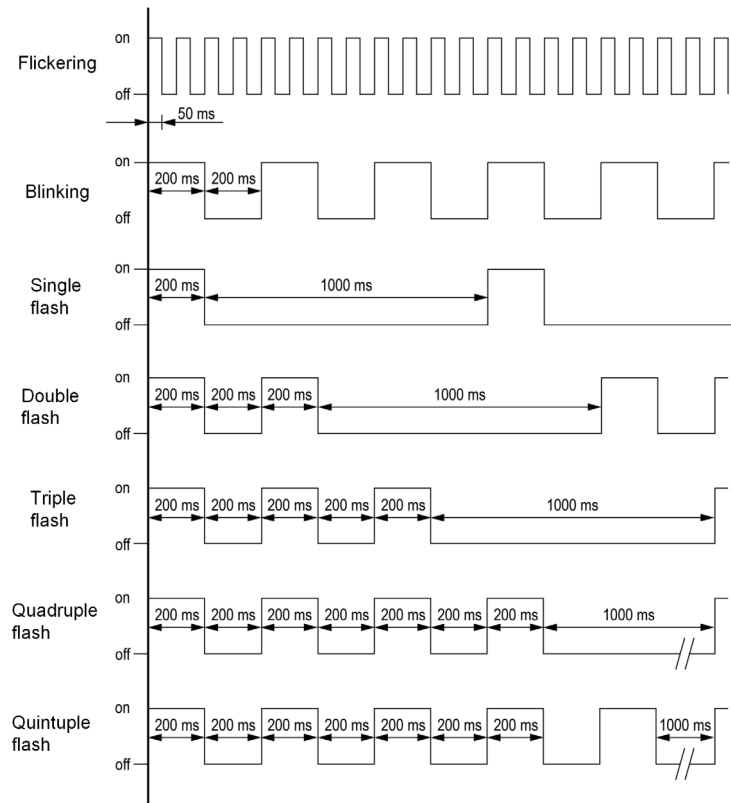 on
Flickering
off
50 ms
on
200 ms 200 ms
Blinking
off
on
Single
flash
200 ms 1000 ms
off
on
Double
flash
200 ms 200 ms 200 ms 1000 ms
off
on
Triple
flash
200 ms 200 ms 200 ms 200 ms 200 ms 1000 ms
off
on
Quadruple
flash
200 ms 200 ms 200 ms 200 ms 200 ms 200 ms 200 ms 1000 ms
off
on
Quintuple
flash
200 ms 200 ms 200 ms 200 ms 200 ms 200 ms 200 ms 1000 ms
off